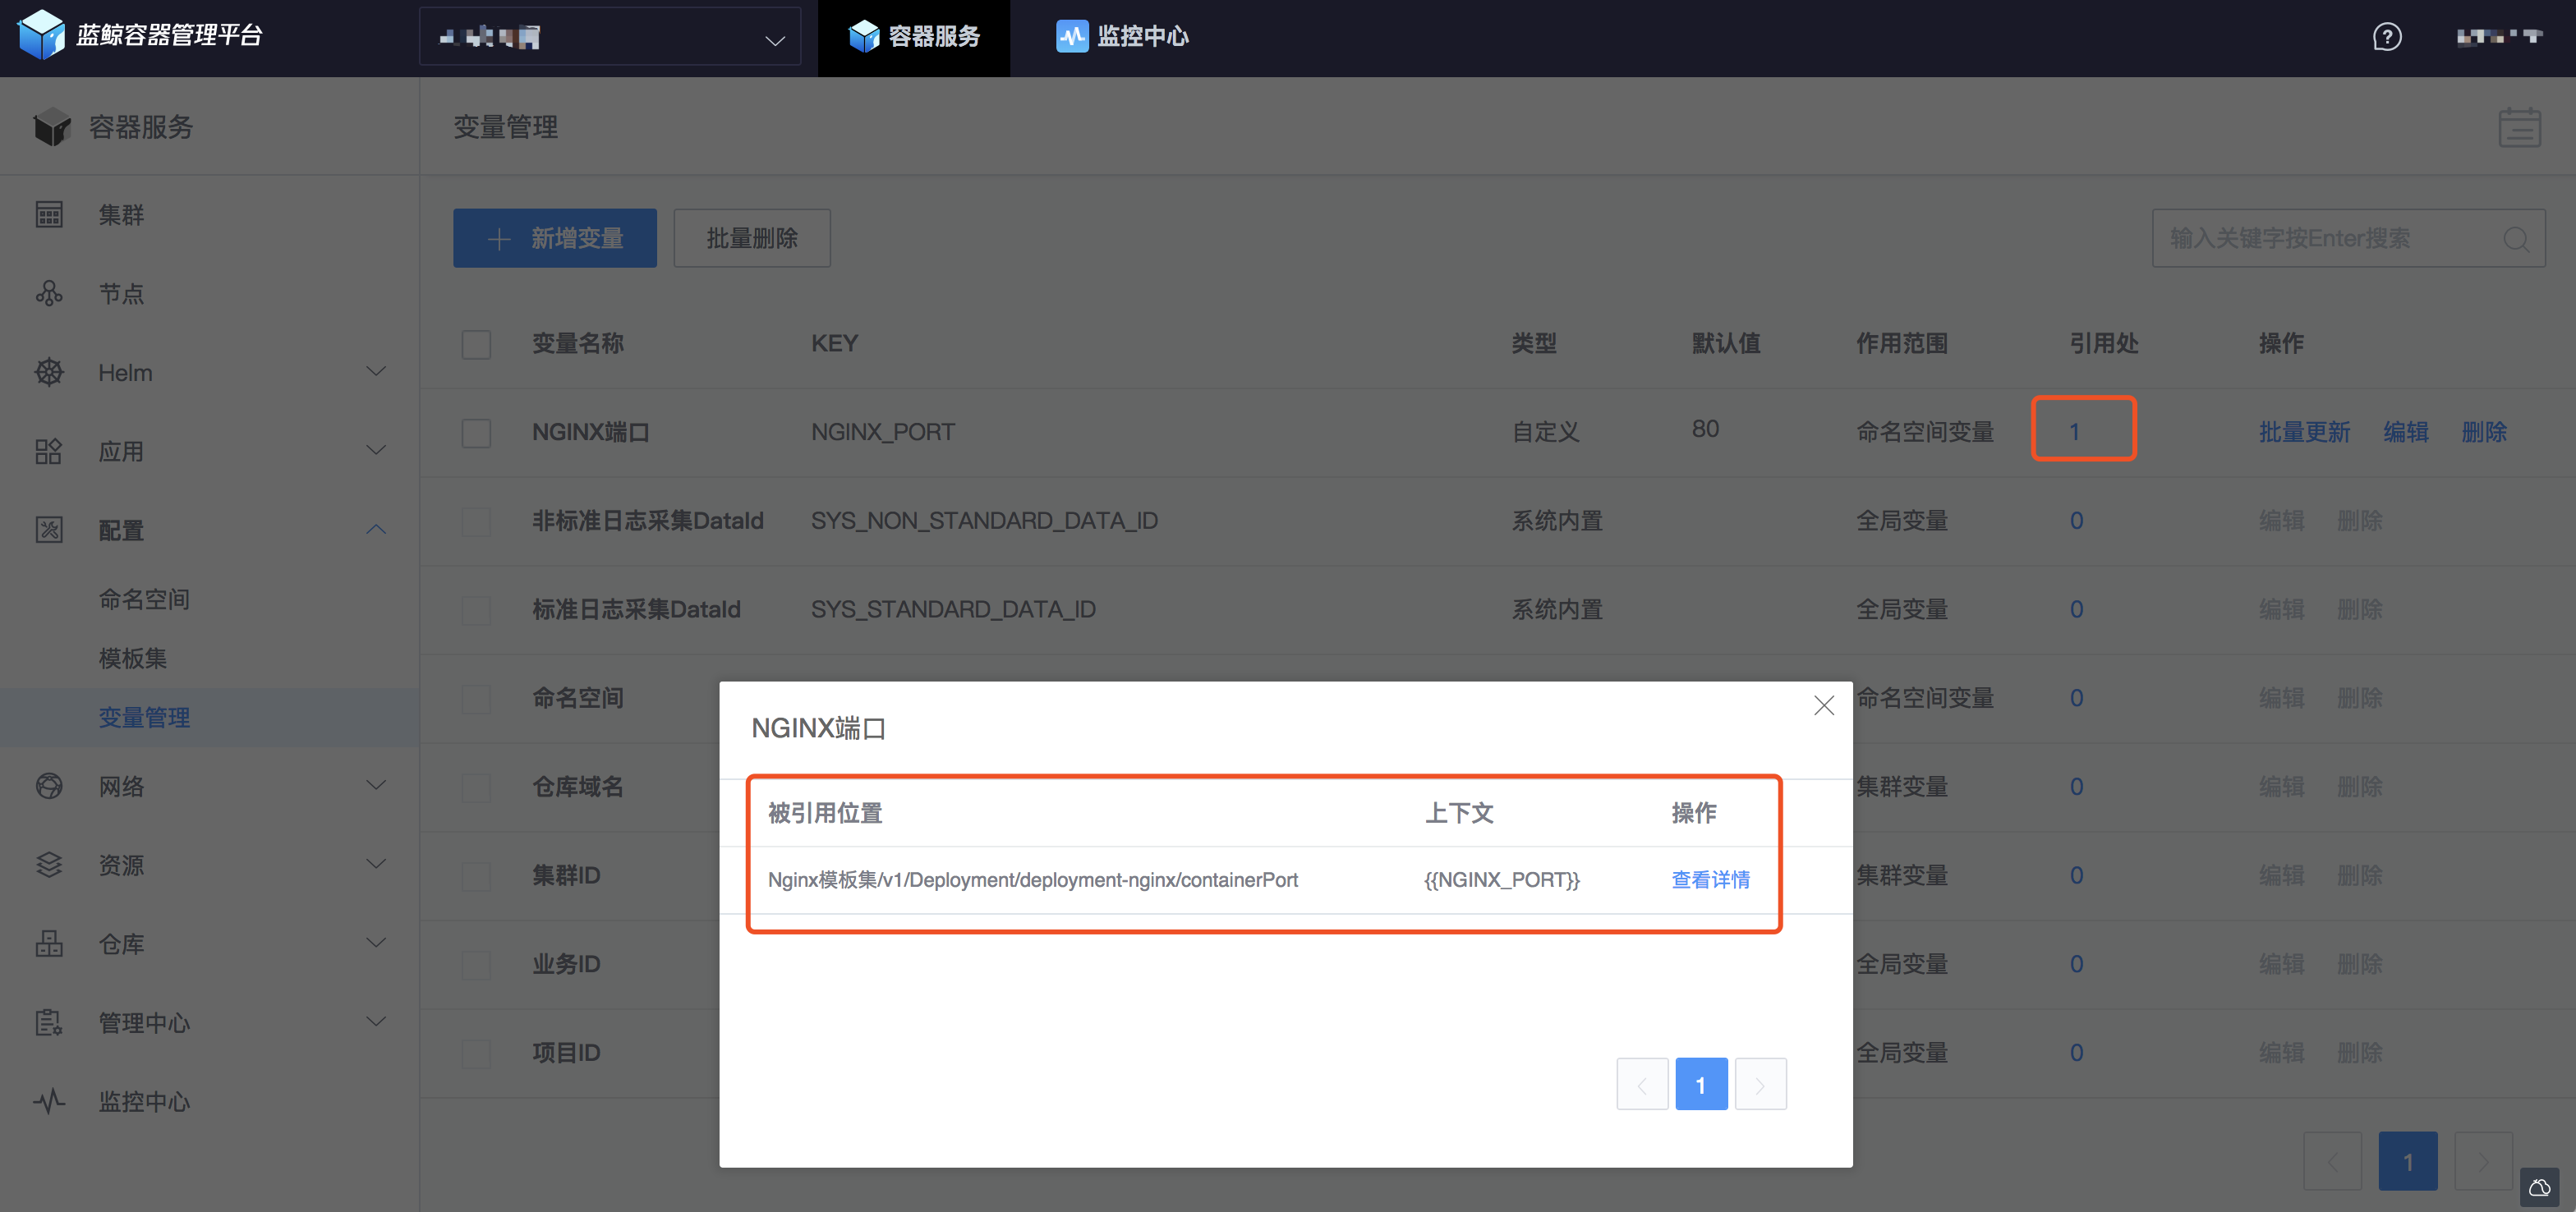 蓝鲸容器管理平台
容器服务
监控中心
容器服务
变量管理
集群
节点
Helm
应用
配置
命名空间
模板集
变量管理
网络
资源
仓库
管理中心
监控中心
新增变量
批量删除
输入关键字按Enter搜索
变量名称 KEY 类型 默认值 作用范围 引用处 操作
NGINX端口 NGINX_PORT 自定义 80 命名空间变量 1 批量更新 编辑 删除
非标准日志采集DataId SYS_NON_STANDARD_DATA_ID 系统内置 全局变量 0 编辑 删除
标准日志采集DataId SYS_STANDARD_DATA_ID 系统内置 全局变量 0 编辑 删除
命名空间 命名空间变量 0 编辑 删除
仓库域名 集群变量 0 编辑 删除
集群ID 集群变量 0 编辑 删除
业务ID 全局变量 0 编辑 删除
项目ID 全局变量 0 编辑 删除
NGINX端口
被引用位置 上下文 操作
Nginx模板集/v1/Deployment/deployment-nginx/containerPort {{NGINX_PORT}} 查看详情
1
1